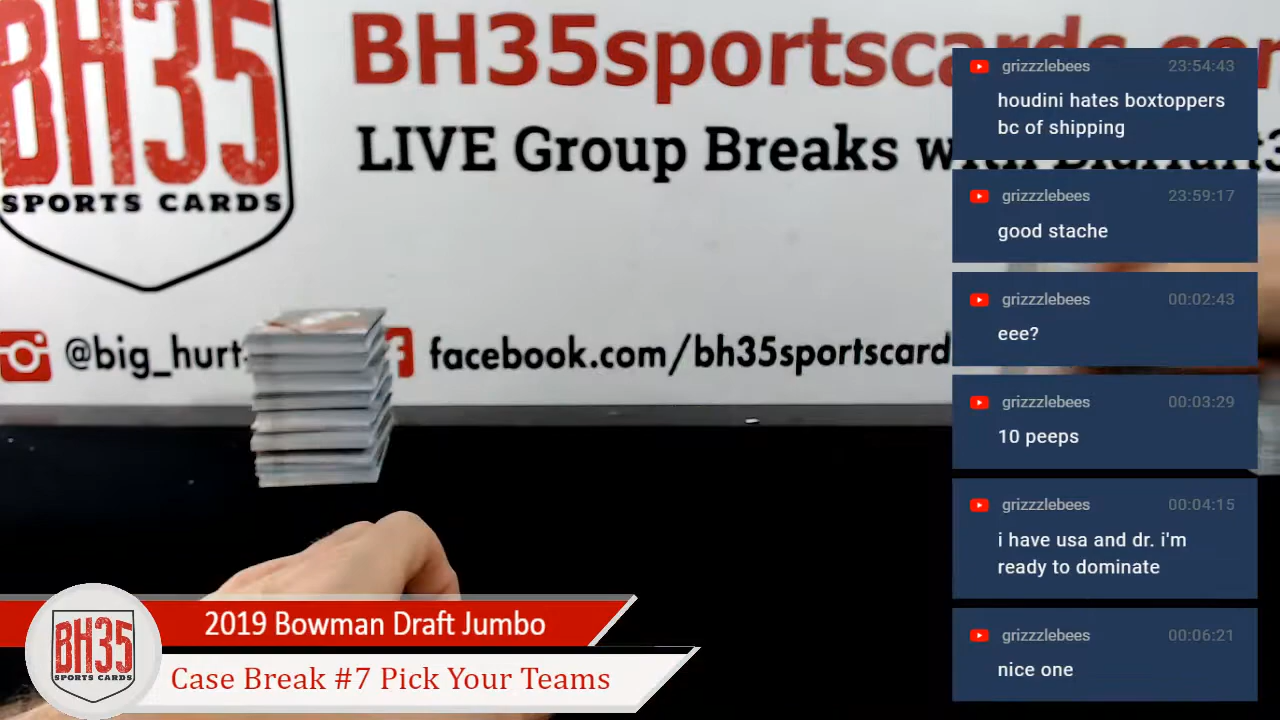 BH35
SPORTS CARDS
BH35sportscards.com
LIVE Group Breaks with
@big_hurt
facebook.com/bh35sportscard
grizzzlebees 23:54:43
houdini hates boxtoppers
bc of shipping
grizzzlebees 23:59:17
good stache
grizzzlebees 00:02:43
eee?
grizzzlebees 00:03:29
10 peeps
grizzzlebees 00:04:15
i have usa and dr. i'm
ready to dominate
grizzzlebees 00:06:21
nice one
2019 Bowman Draft Jumbo
Case Break #7 Pick Your Teams
BH35
SPORTS CARDS